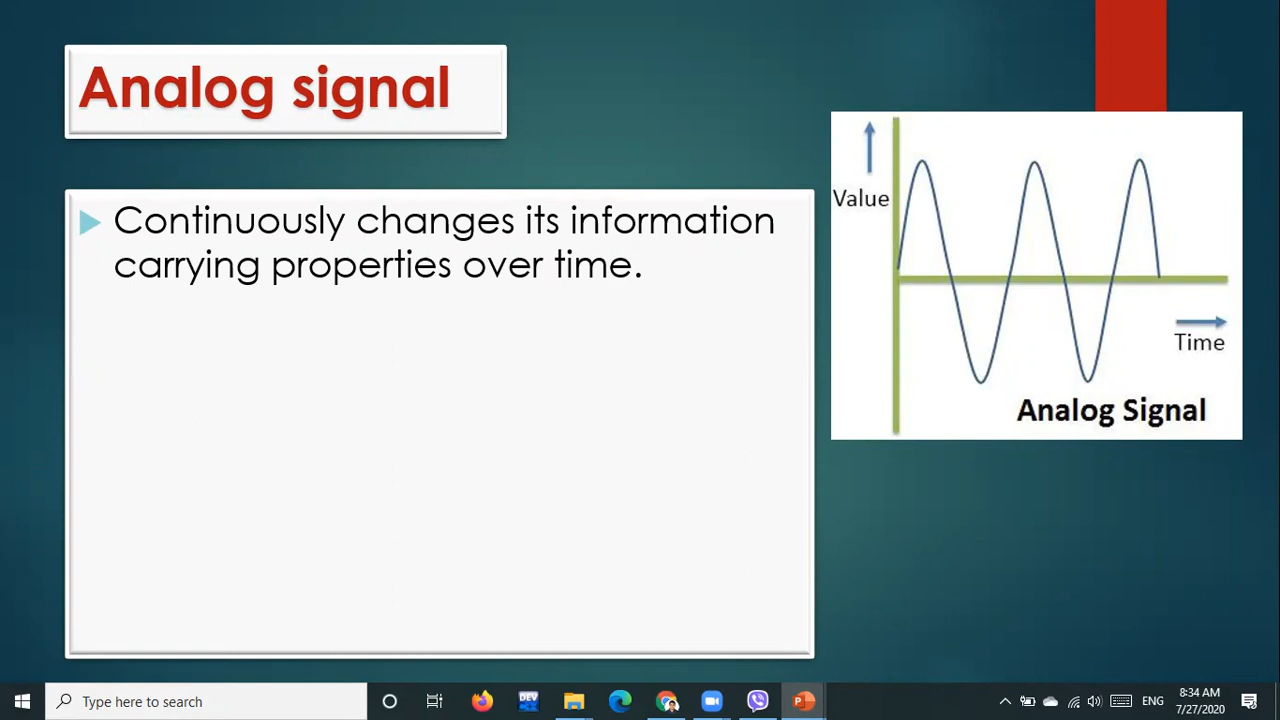 Analog signal
Continuously changes its information
carrying properties over time.
Value
Time
Analog Signal
Type here to search
DEV
ENG
8:34 AM
7/27/2020